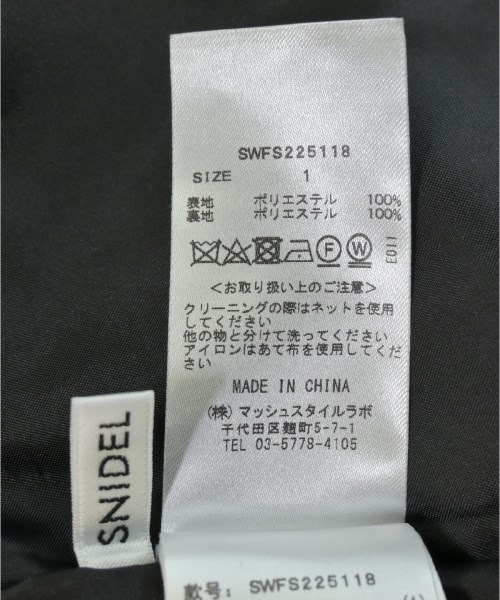 SWFS225118
SIZE 1
表地 ポリエステル 100%
裏地 ポリエステル 100%
F W
E011
<お取り扱い上のご注意>
クリーニングの際はネットを使用
してください
他の物と分けて洗ってください
アイロンはあて布を使用してくだ
さい
MADE IN CHINA
(株)マッシュスタイルラボ
千代田区麹町5-7-1
TEL 03-5778-4105
SNIDEL
款号: SWFS225118